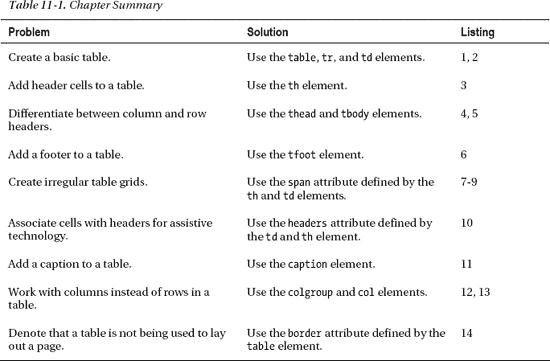 Table 11-1. Chapter Summary
Problem Solution Listing
Create a basic table. Use the table, tr, and td elements. 1, 2
Add header cells to a table. Use the th element. 3
Differentiate between column and row Use the thead and tbody elements. 4, 5
headers.
Add a footer to a table. Use the tfoot element. 6
Create irregular table grids. Use the span attribute defined by the 7-9
th and td elements.
Associate cells with headers for assistive Use the headers attribute defined by 10
technology. the td and th element.
Add a caption to a table. Use the caption element. 11
Work with columns instead of rows in a Use the colgroup and col elements. 12, 13
table.
Denote that a table is not being used to lay Use the border attribute defined by the 14
out a page. table element.